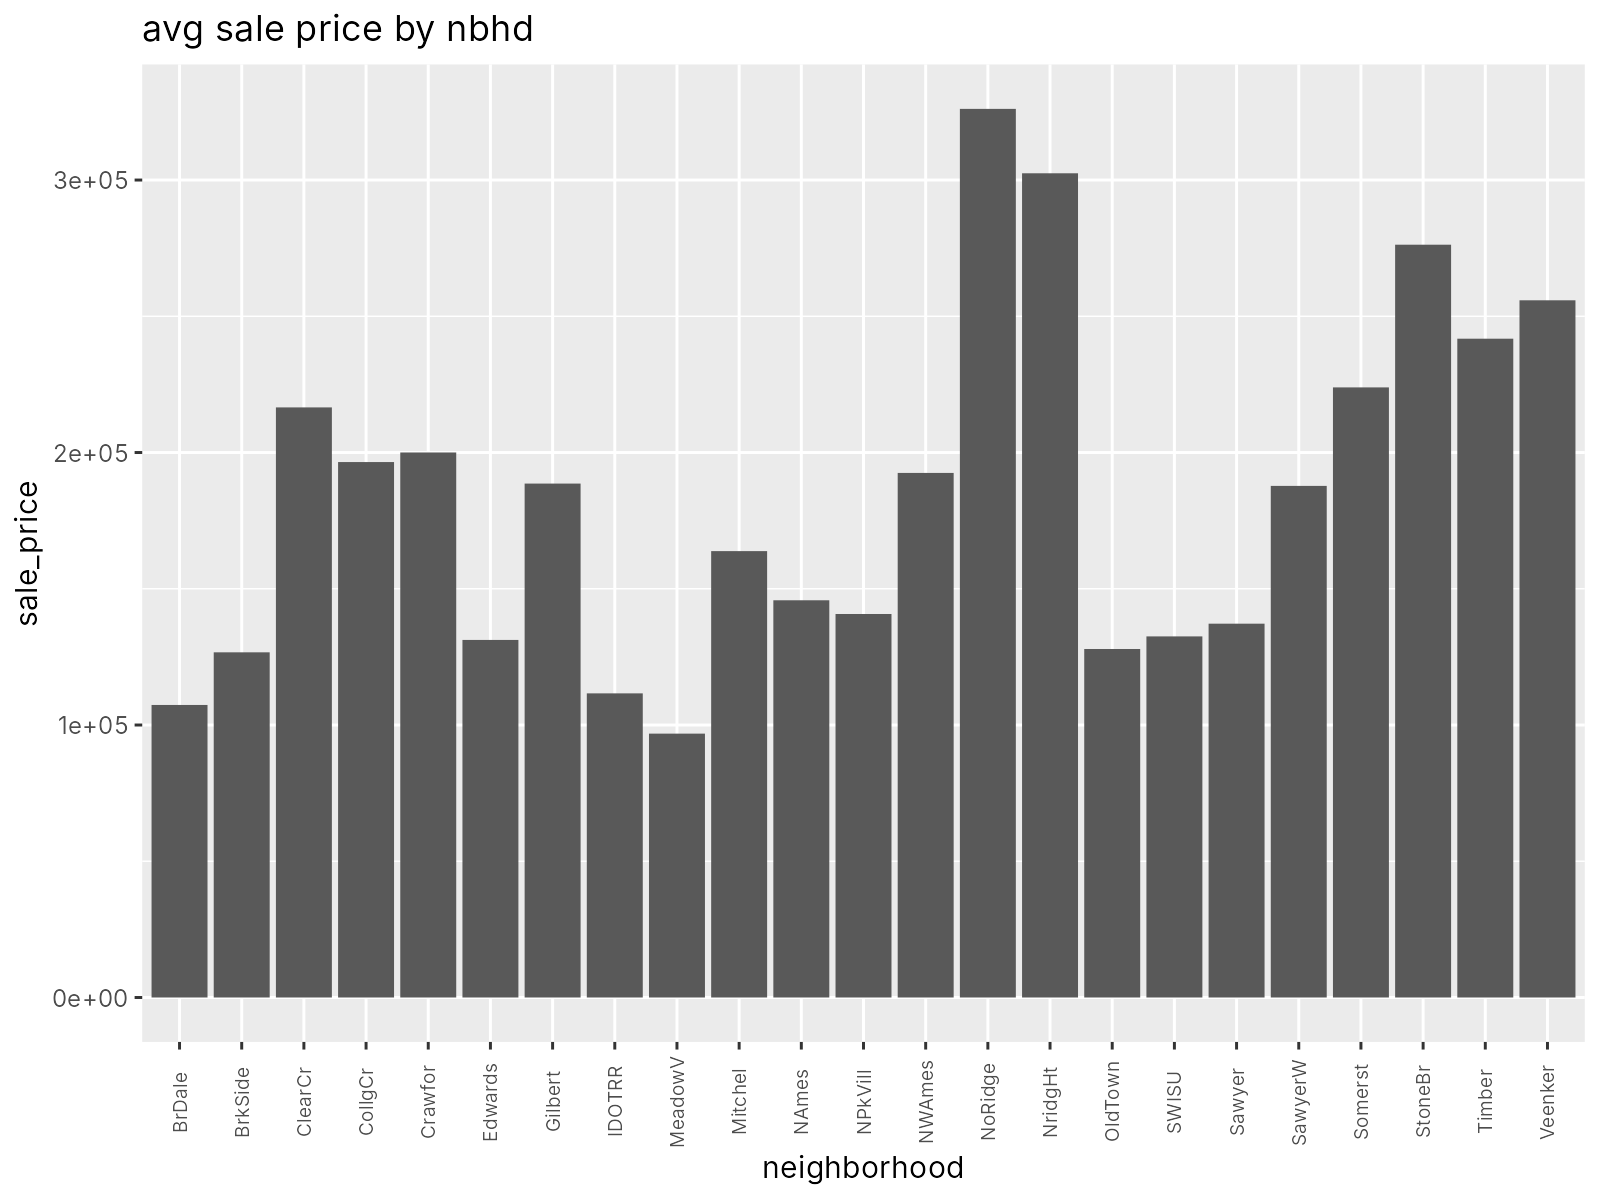 avg sale price by nbhd
sale_price
3e+05
2e+05
1e+05
0e+00
BrDale
BrkSide
ClearCr
CollgCr
Crawfor
Edwards
Gilbert
IDOTRR
MeadowV
Mitchel
NAmes
NPkVill
NWAmes
NoRidge
NridgHt
OldTown
SWISU
Sawyer
SawyerW
Somerst
StoneBr
Timber
Veenker
neighborhood